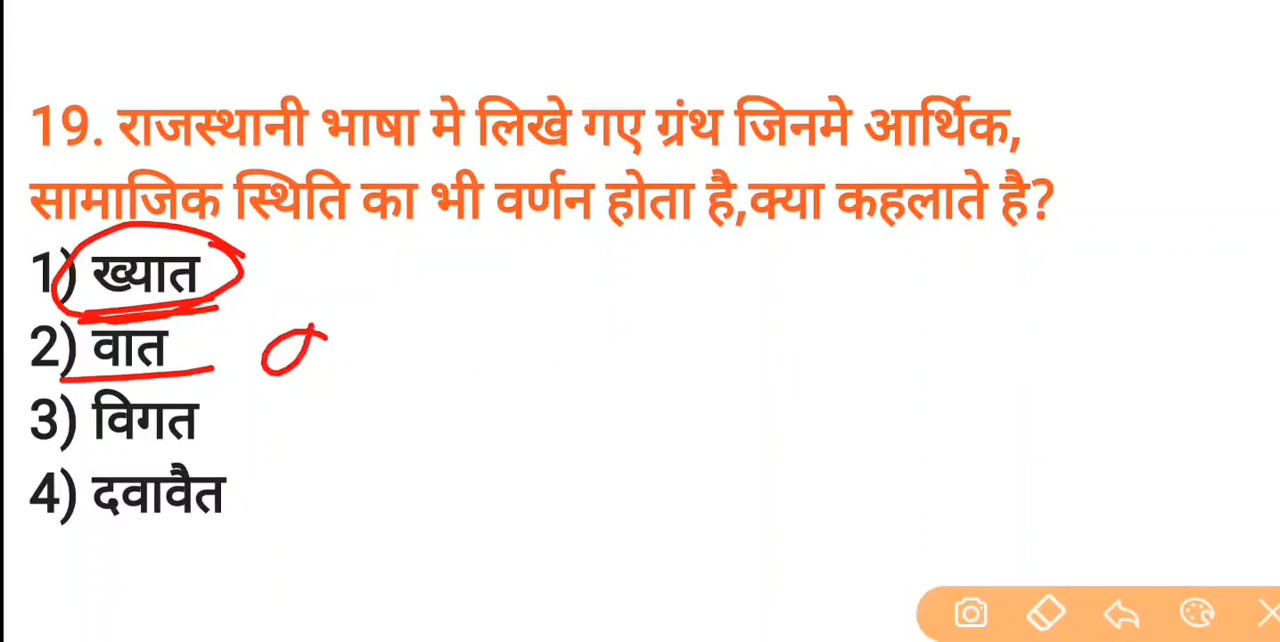 19. राजस्थानी भाषा मे लिखे गए ग्रंथ जिनमे आर्थिक,
सामाजिक स्थिति का भी वर्णन होता है,क्या कहलाते है?
1) ख्यात
2) वात
3) विगत
4) दवावैत